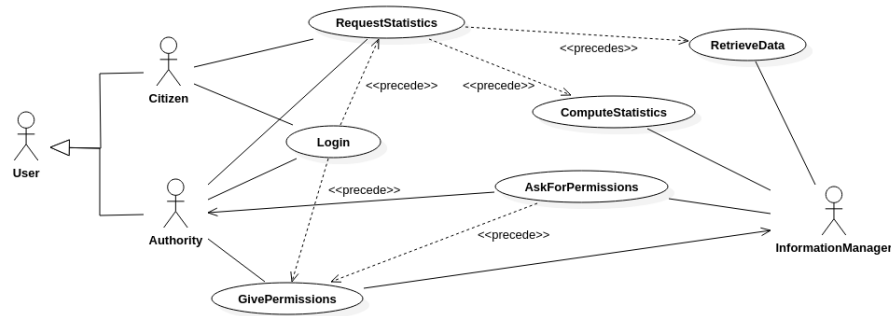 RequestStatistics
<<precedes>>
RetrieveData
Citizen
<<precede>>
<<precede>>
ComputeStatistics
Login
User
<<precede>>
AskForPermissions
Authority
<<precede>>
InformationManager
GivePermissions